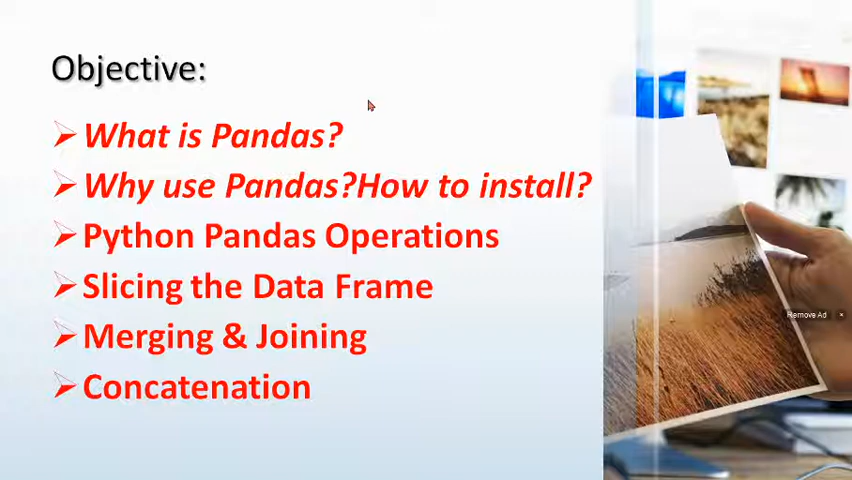 Objective:
What is Pandas?
Why use Pandas?How to install?
Python Pandas Operations
Slicing the Data Frame
Merging & Joining
Concatenation
Remove Ad ×